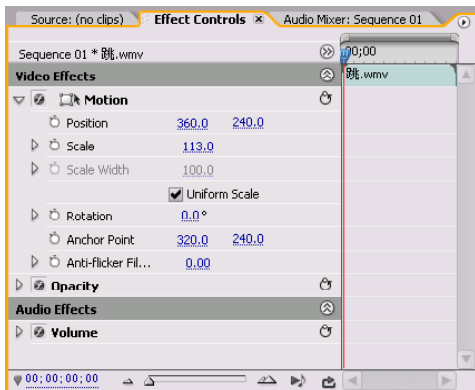 Source: (no clips) Effect Controls × Audio Mixer: Sequence 01
Sequence 01 * 跳.wmv 00;00
Video Effects 跳.wmv
Motion
Position 360.0 240.0
Scale 113.0
Scale Width 100.0
Uniform Scale
Rotation 0.0°
Anchor Point 320.0 240.0
Anti-flicker Fil... 0.00
Opacity
Audio Effects
Volume
00;00;00;00